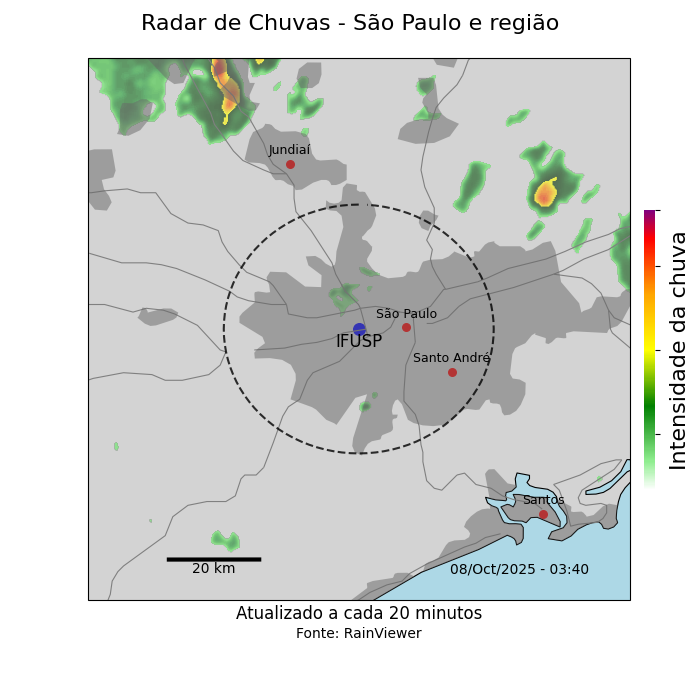 Radar de Chuvas - São Paulo e região
Jundiaí
São Paulo
IFUSP
Santo André
Santos
20 km
08/Oct/2025 - 03:40
Intensidade da chuva
Atualizado a cada 20 minutos
Fonte: RainViewer